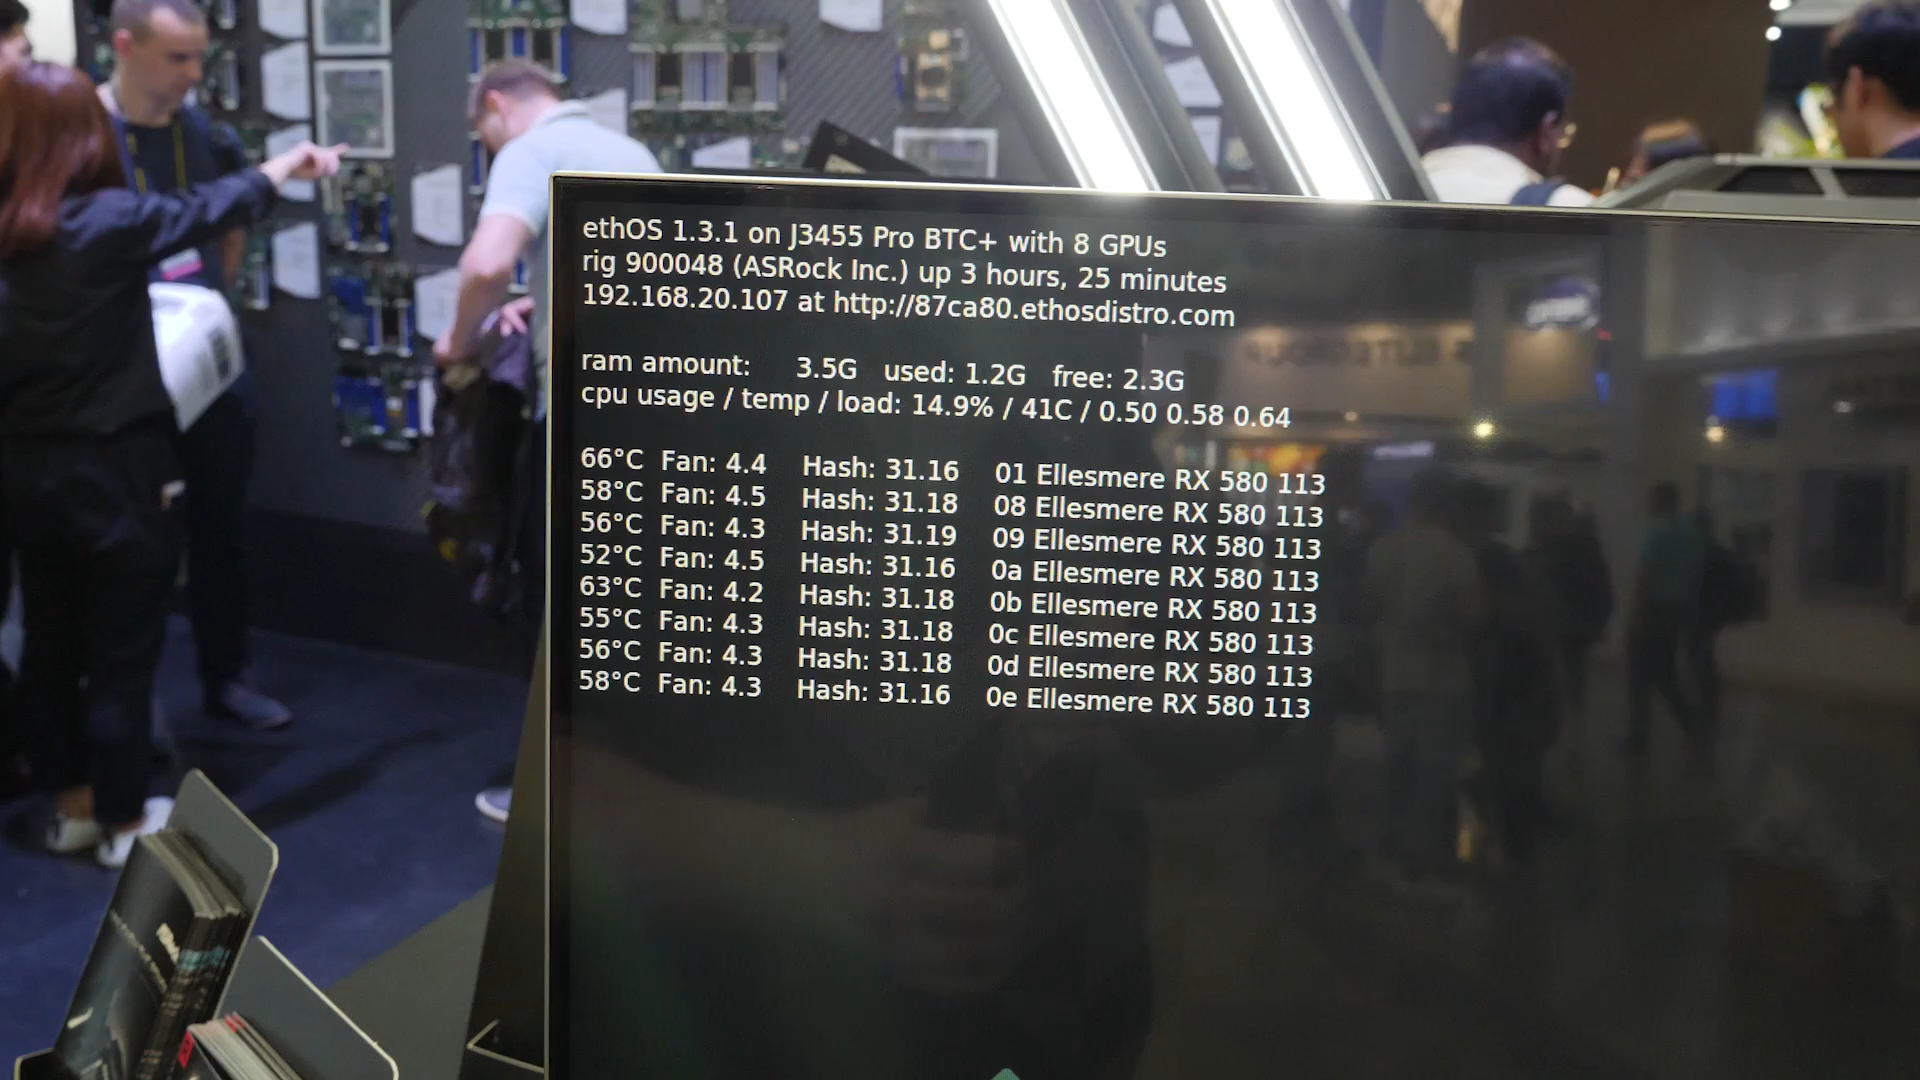 ethOS 1.3.1 on J3455 Pro BTC+ with 8 GPUs
rig 900048 (ASRock Inc.) up 3 hours, 25 minutes
192.168.20.107 at http://87ca80.ethosdistro.com
ram amount: 3.5G used: 1.2G free: 2.3G
cpu usage / temp / load: 14.9% / 41C / 0.50 0.58 0.64
66°C Fan: 4.4 Hash: 31.16 01 Ellesmere RX 580 113
58°C Fan: 4.5 Hash: 31.18 08 Ellesmere RX 580 113
56°C Fan: 4.3 Hash: 31.19 09 Ellesmere RX 580 113
52°C Fan: 4.5 Hash: 31.16 0a Ellesmere RX 580 113
63°C Fan: 4.2 Hash: 31.18 0b Ellesmere RX 580 113
55°C Fan: 4.3 Hash: 31.18 0c Ellesmere RX 580 113
56°C Fan: 4.3 Hash: 31.18 0d Ellesmere RX 580 113
58°C Fan: 4.3 Hash: 31.16 0e Ellesmere RX 580 113